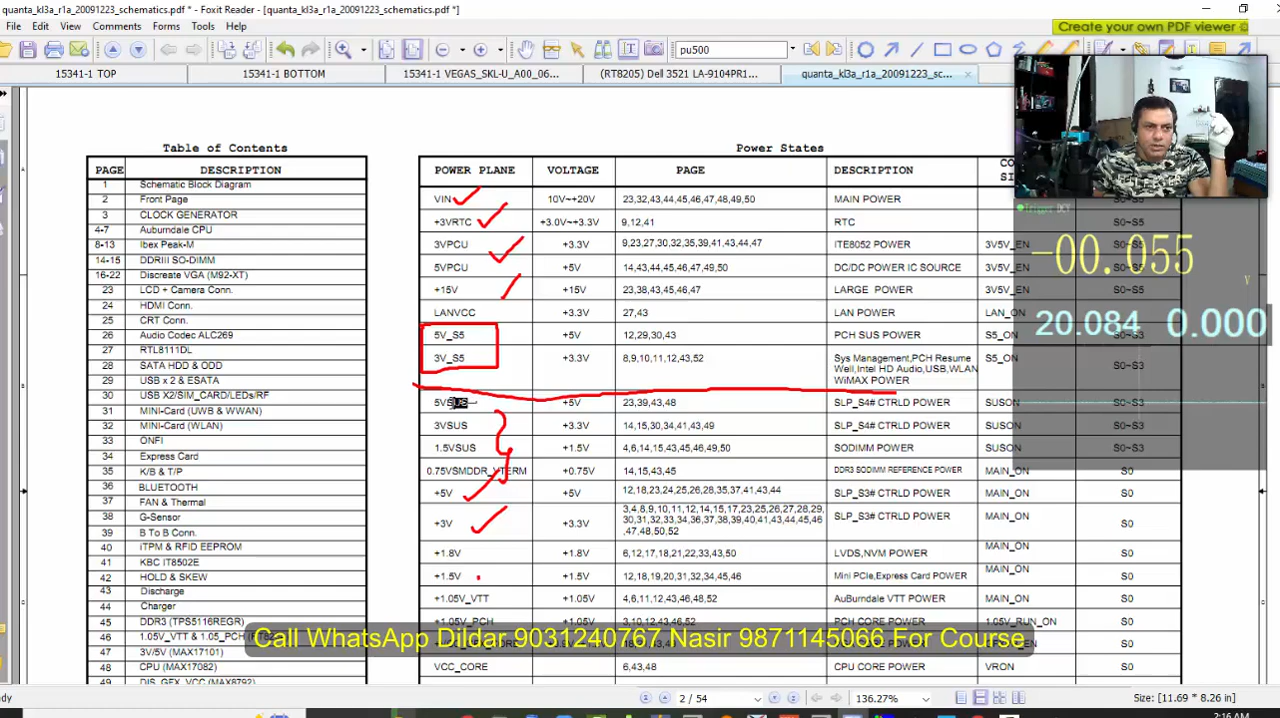 quanta_kl3a_r1a_20091223_schematics.pdf * - Foxit Reader - [quanta_kl3a_r1a_20091223_schematics.pdf *]
Create your own PDF viewer
File Edit View Comments Forms Tools Help
pu500
15341-1 TOP 15341-1 BOTTOM 15341-1 VEGAS_SKL-U_A00_06... (RT8205) Dell 3521 LA-9104PR1... quanta_kl3a_r1a_20091223_sc...
Table of Contents
PAGE DESCRIPTION
1 Schematic Block Diagram
2 Front Page
3 CLOCK GENERATOR
4-7 Auburndale CPU
8-13 Ibex Peak-M
14-15 DDRIII SO-DIMM
16-22 Discreate VGA (M92-XT)
23 LCD + Camera Conn.
24 HDMI Conn.
25 CRT Conn.
26 Audio Codec ALC269
27 RTL8111DL
28 SATA HDD & ODD
29 USB x 2 & ESATA
30 USB X2/SIM_CARD/LEDs/RF
31 MINI-Card (UWB & WWAN)
32 MINI-Card (WLAN)
33 ONFI
34 Express Card
35 K/B & T/P
36 BLUETOOTH
37 FAN & Thermal
38 G-Sensor
39 B To B Conn.
40 iTPM & RFID EEPROM
41 KBC IT8502E
42 HOLD & SKEW
43 Discharge
44 Charger
45 DDR3 (TPS5116REGR)
46 1.05V_VTT & 1.05_PCH
47 3V/5V (MAX17020)
48 CPU (MAX17082)
49 DIS_GFX_VCC (MAX8792)
Power States
POWER PLANE VOLTAGE PAGE DESCRIPTION
VIN 10V~+20V 23,32,43,44,45,46,47,48,49,50 MAIN POWER S0~S5
+3VRTC +3.0V~+3.3V 9,12,41 RTC S0~S5
3VPCU +3.3V 9,23,27,30,32,35,39,41,43,44,47 ITE8052 POWER 3V5V_EN
5VPCU +5V 14,43,44,45,46,47,49,50 DC/DC POWER IC SOURCE 3V5V_EN S0~S5
+15V +15V 23,38,43,45,46,47 LARGE POWER 3V5V_EN S0~S5
LANVCC +3.3V 27,43 LAN POWER LAN_ON
5V_S5 +5V 12,29,30,43 PCH SUS POWER S5_ON
3V_S5 +3.3V 8,9,10,11,12,43,52 Sys Management,PCH Resume Well,Intel HD Audio,USB,WLAN WiMAX POWER S5_ON S0~S3
5VSUS +5V 23,39,43,48 SLP_S4# CTRLD POWER SUSON S0~S3
3VSUS +3.3V 14,15,30,34,41,43,49 SLP_S4# CTRLD POWER SUSON S0~S3
1.5VSUS +1.5V 4,6,14,15,43,45,46,49,50 SODIMM POWER SUSON S0~S3
0.75VSMDDR_VTERM +0.75V 14,15,43,45 DDR3 SODIMM REFERENCE POWER MAIN_ON S0
+5V +5V 12,18,23,24,25,26,28,35,37,41,43,44 SLP_S3# CTRLD POWER MAIN_ON S0
+3V +3.3V 3,4,8,9,10,11,12,14,15,17,23,25,26,27,28,29, 30,31,32,33,34,36,37,38,39,40,41,43,44,45,46 ,47,48,50,52 SLP_S3# CTRLD POWER MAIN_ON S0
+1.8V +1.8V 6,12,17,18,21,22,33,43,50 LVDS,NVM POWER MAIN_ON S0
+1.5V +1.5V 12,18,19,20,31,32,34,45,46 Mini PCIe,Express Card POWER MAIN_ON S0
+1.05V_VTT +1.05V 4,6,11,12,43,46,48,52 AuBurndale VTT POWER MAIN_ON S0
+1.05V_PCH +1.05V 3,10,11,12,43,46,52 PCH CORE POWER S0
VCC_CORE 6,43,48 CPU CORE POWER VRON S0
Trigger
-00.055 V
20.084 0.000
Call WhatsApp Dildar 9031240767 Nasir 9871145066 For Course
dy 2 / 54 136.27% Size: [11.69 * 8.26 in]
2:16 AM